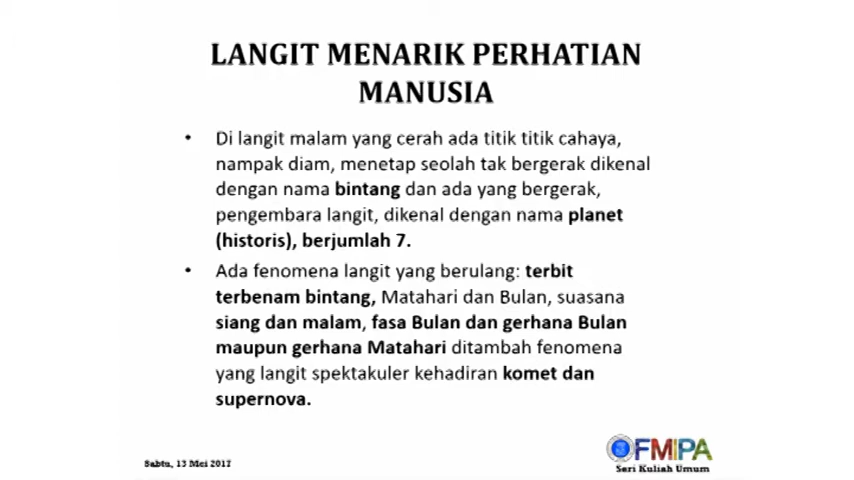 LANGIT MENARIK PERHATIAN
MANUSIA
• Di langit malam yang cerah ada titik titik cahaya,
nampak diam, menetap seolah tak bergerak dikenal
dengan nama bintang dan ada yang bergerak,
pengembara langit, dikenal dengan nama planet
(historis), berjumlah 7.
• Ada fenomena langit yang berulang: terbit
terbenam bintang, Matahari dan Bulan, suasana
siang dan malam, fasa Bulan dan gerhana Bulan
maupun gerhana Matahari ditambah fenomena
yang langit spektakuler kehadiran komet dan
supernova.
Sabtu, 13 Mei 2017
FMIPA
Seri Kuliah Umum